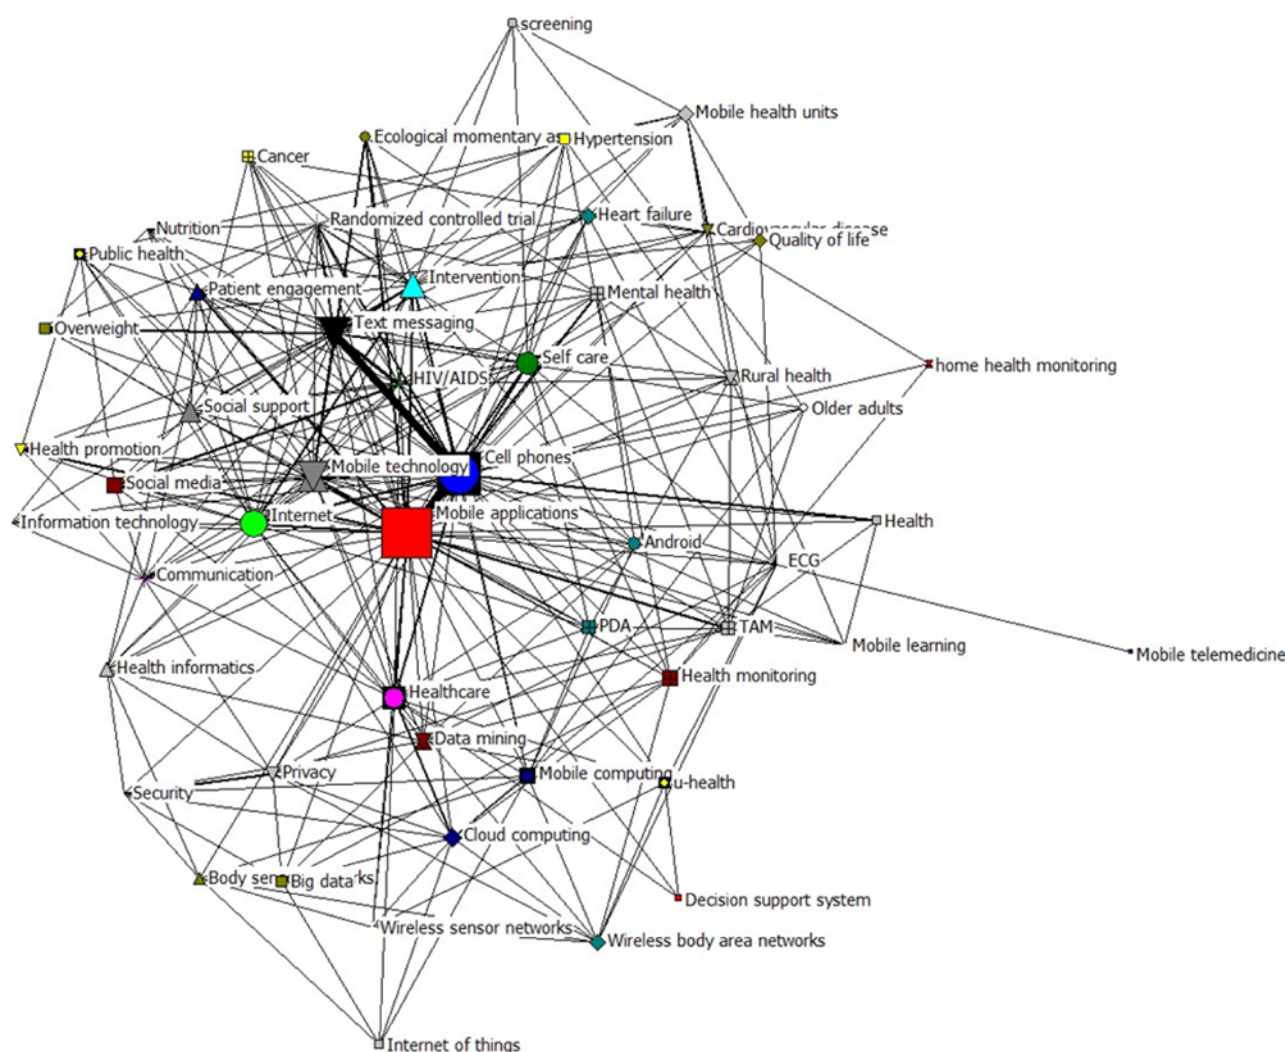 screening
Mobile health units
Ecological momentary as
Hypertension
Cancer
Heart failure
Randomized controlled trial
Nutrition
Cardiovascular disease
Quality of life
Public health
Intervention
Patient engagement
Mental health
Text messaging
Overweight
Self care
home health monitoring
HIV/AIDS
Rural health
Social support
Older adults
Health promotion
Cell phones
Mobile technology
Social media
Information technology
Internet
Mobile applications
Health
Android
ECG
Communication
PDA
TAM
Mobile learning
Mobile telemedicine
Health informatics
Health monitoring
Healthcare
Data mining
Privacy
Mobile computing
u-health
Security
Cloud computing
Body sen
Big data
ks
Decision support system
Wireless sensor networks
Wireless body area networks
Internet of things